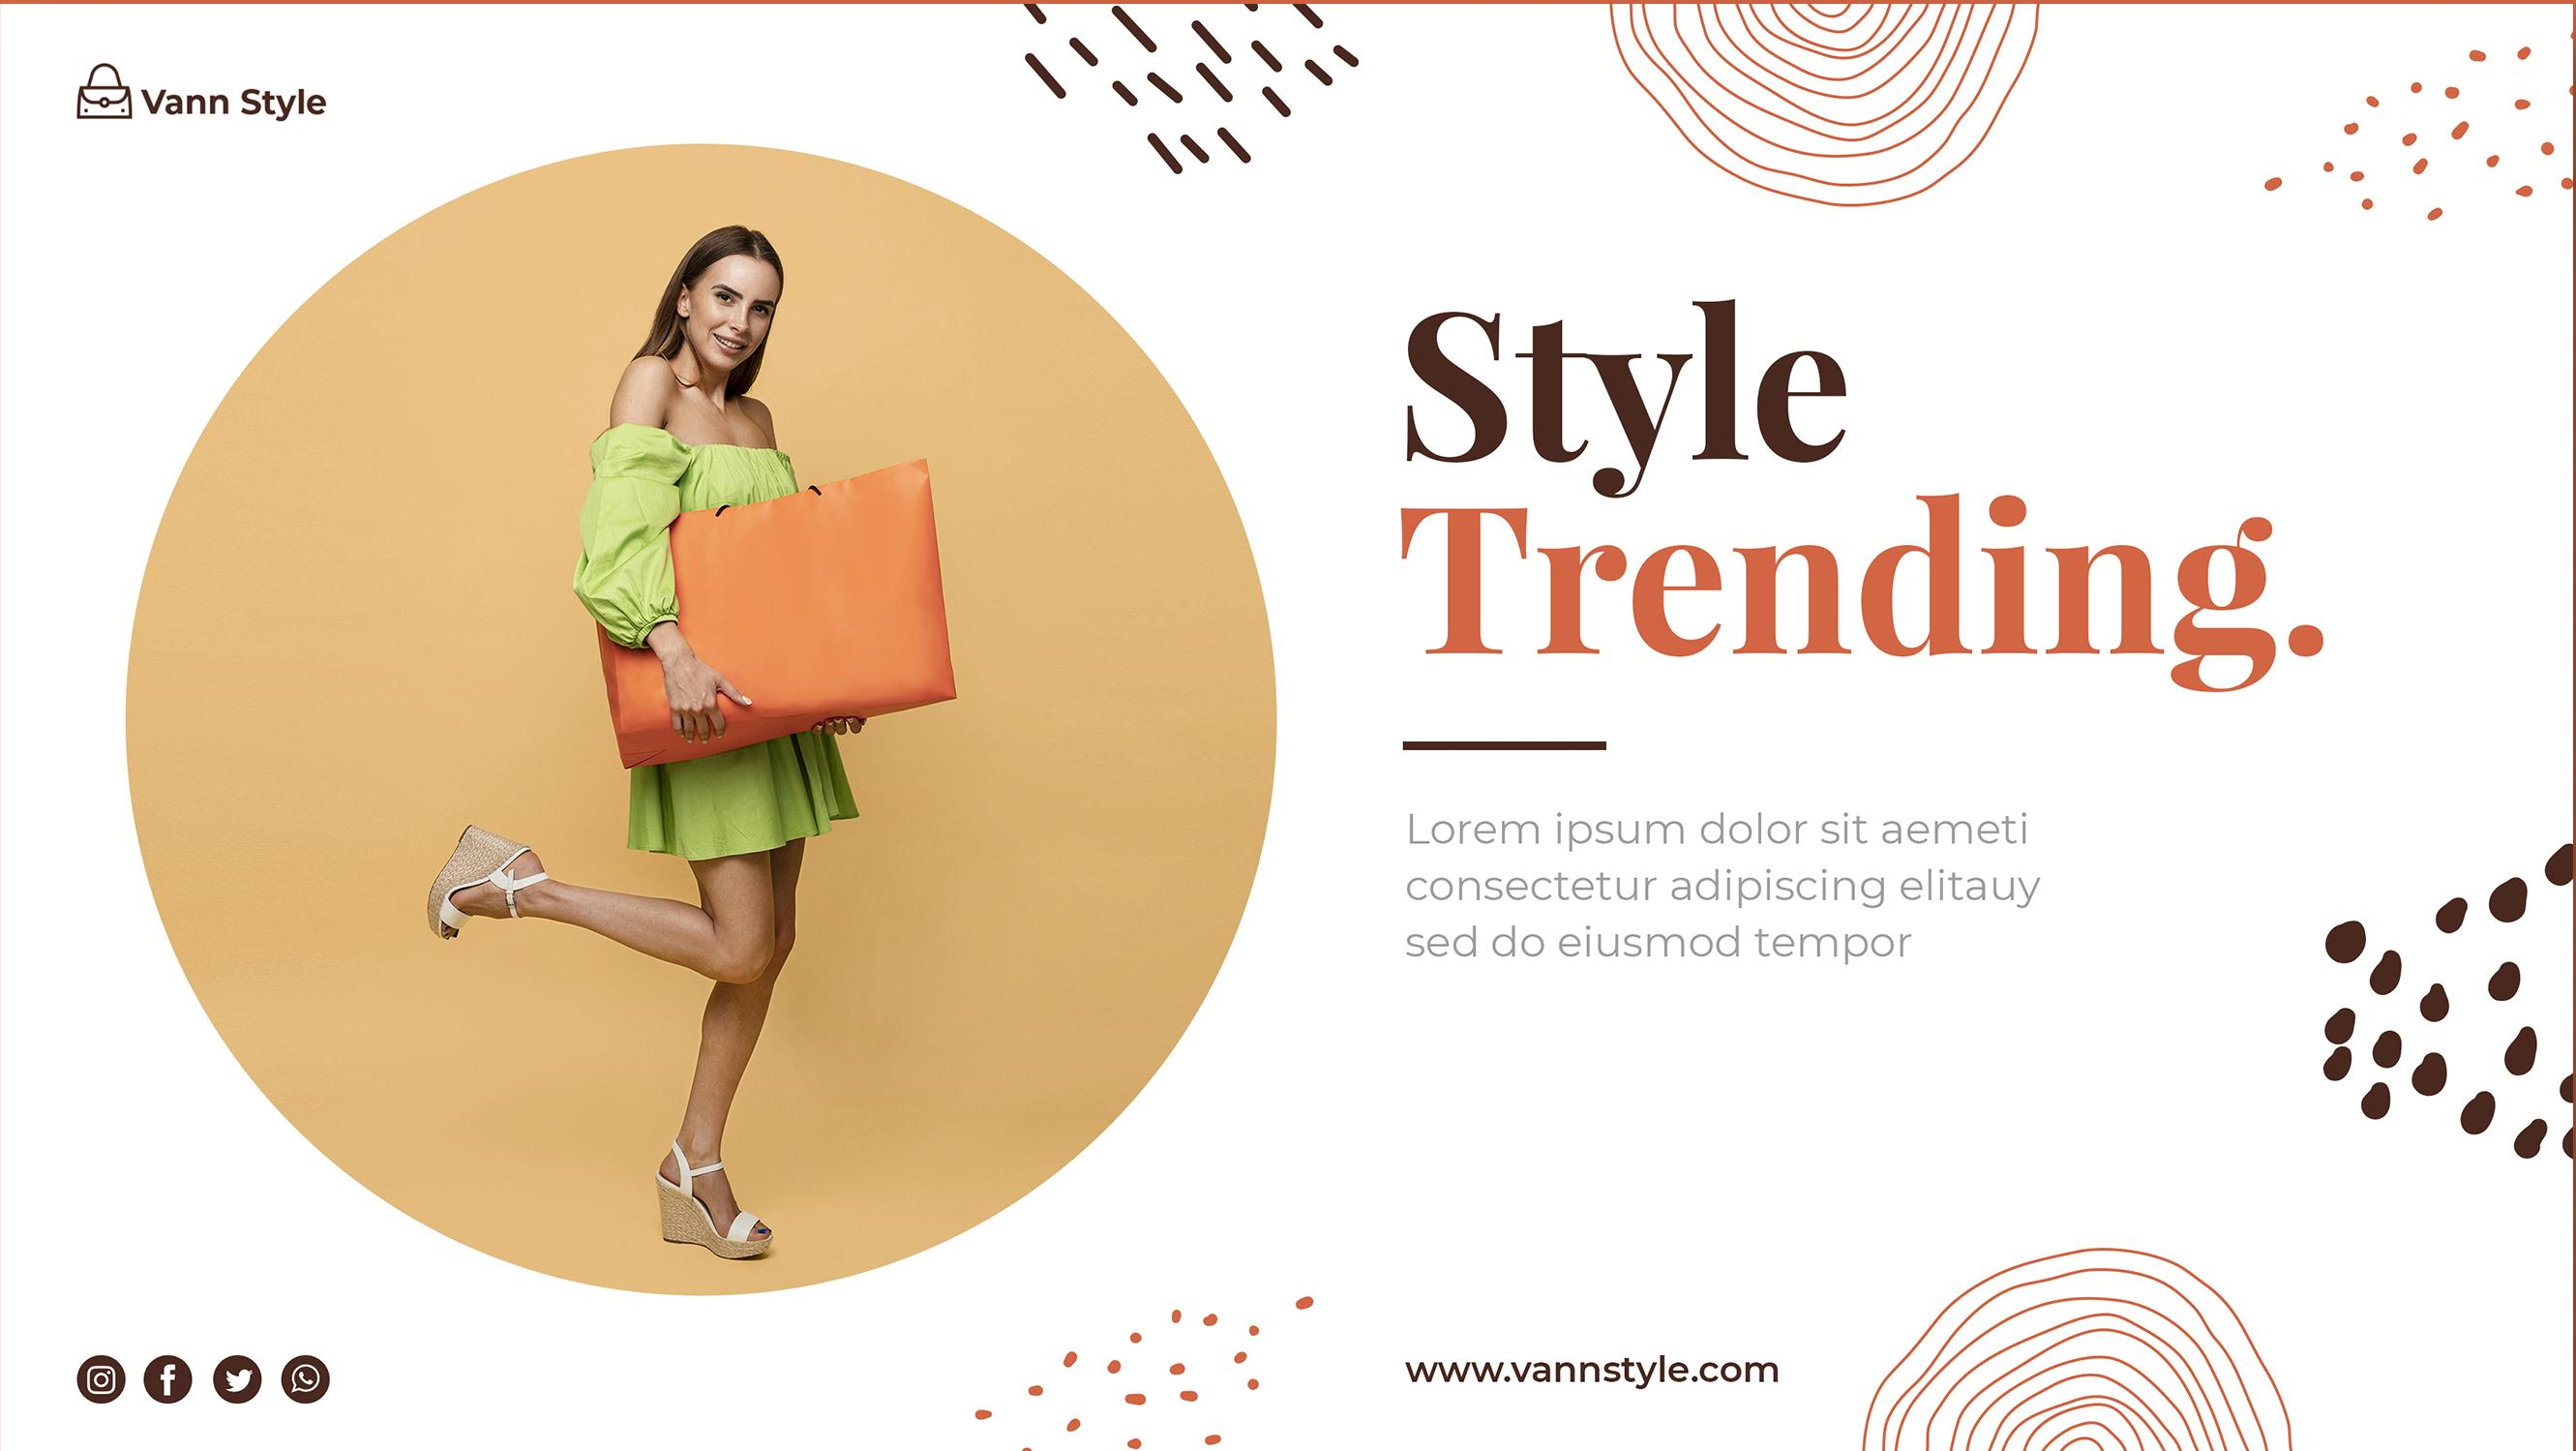 Vann Style
Style
Trending.
Lorem ipsum dolor sit aemeti
consectetur adipiscing elitauy
sed do eiusmod tempor
www.vannstyle.com